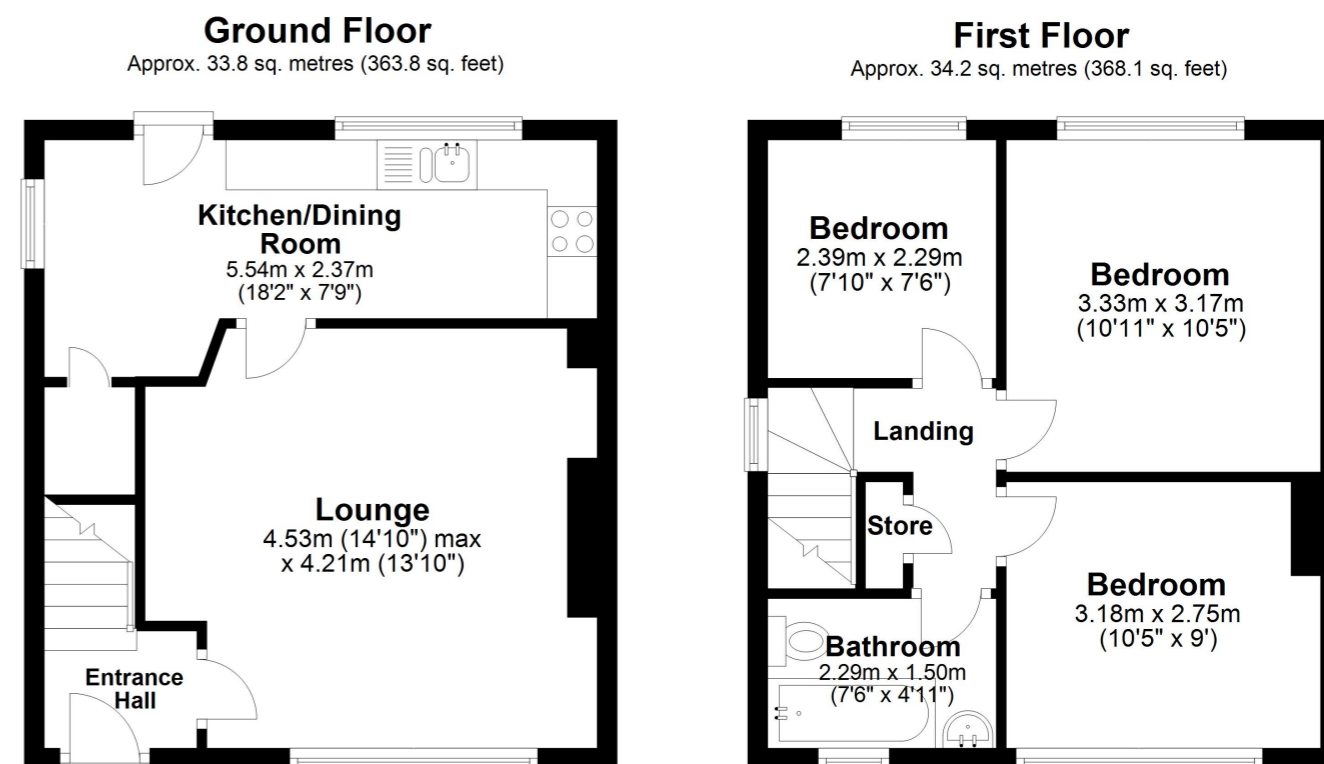 Ground Floor
Approx. 33.8 sq. metres (363.8 sq. feet)
Kitchen/Dining
Room
5.54m x 2.37m
(18'2" x 7'9")
Lounge
4.53m (14'10") max
x 4.21m (13'10")
Entrance
Hall
First Floor
Approx. 34.2 sq. metres (368.1 sq. feet)
Bedroom
2.39m x 2.29m
(7'10" x 7'6")
Bedroom
3.33m x 3.17m
(10'11" x 10'5")
Landing
Store
Bedroom
3.18m x 2.75m
(10'5" x 9')
Bathroom
2.29m x 1.50m
(7'6" x 4'11")